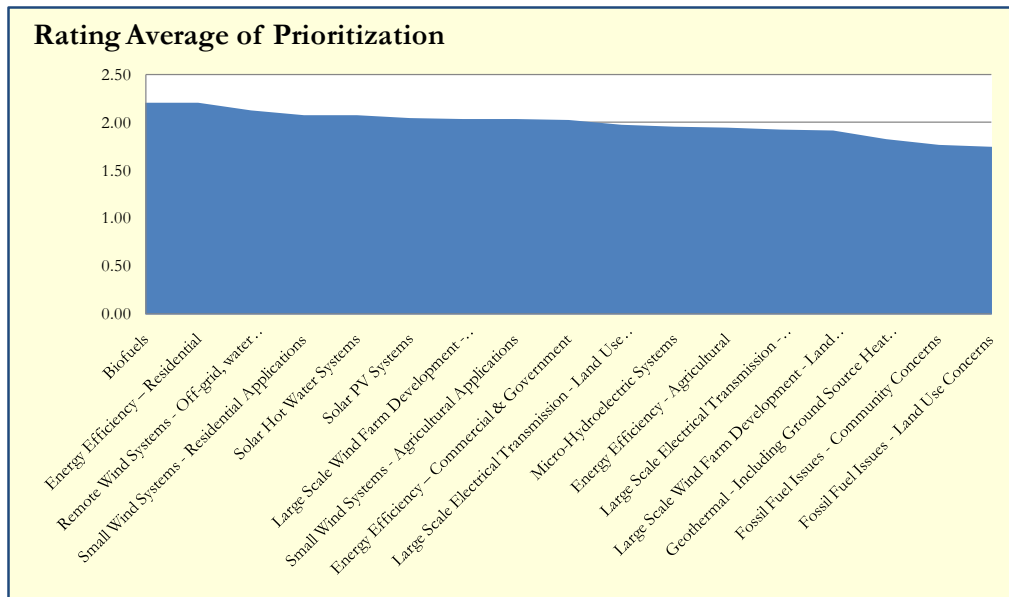 Rating Average of Prioritization
2.50
2.00
1.50
1.00
0.50
0.00
Biofuels
Energy Efficiency – Residential
Remote Wind Systems - Off-grid, water…
Small Wind Systems - Residential Applications
Solar Hot Water Systems
Solar PV Systems
Large Scale Wind Farm Development -…
Small Wind Systems - Agricultural Applications
Energy Efficiency – Commercial & Government
Large Scale Electrical Transmission - Land Use…
Micro-Hydroelectric Systems
Energy Efficiency - Agricultural
Large Scale Electrical Transmission -…
Large Scale Wind Farm Development - Land…
Geothermal - Including Ground Source Heat…
Fossil Fuel Issues - Community Concerns
Fossil Fuel Issues - Land Use Concerns